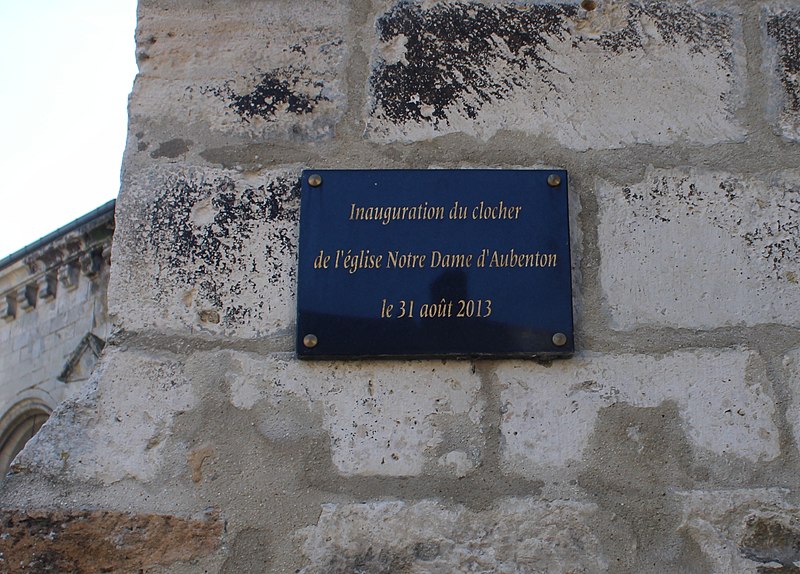 Inauguration du clocher
de l'église Notre Dame d'Aubenton
le 31 août 2013